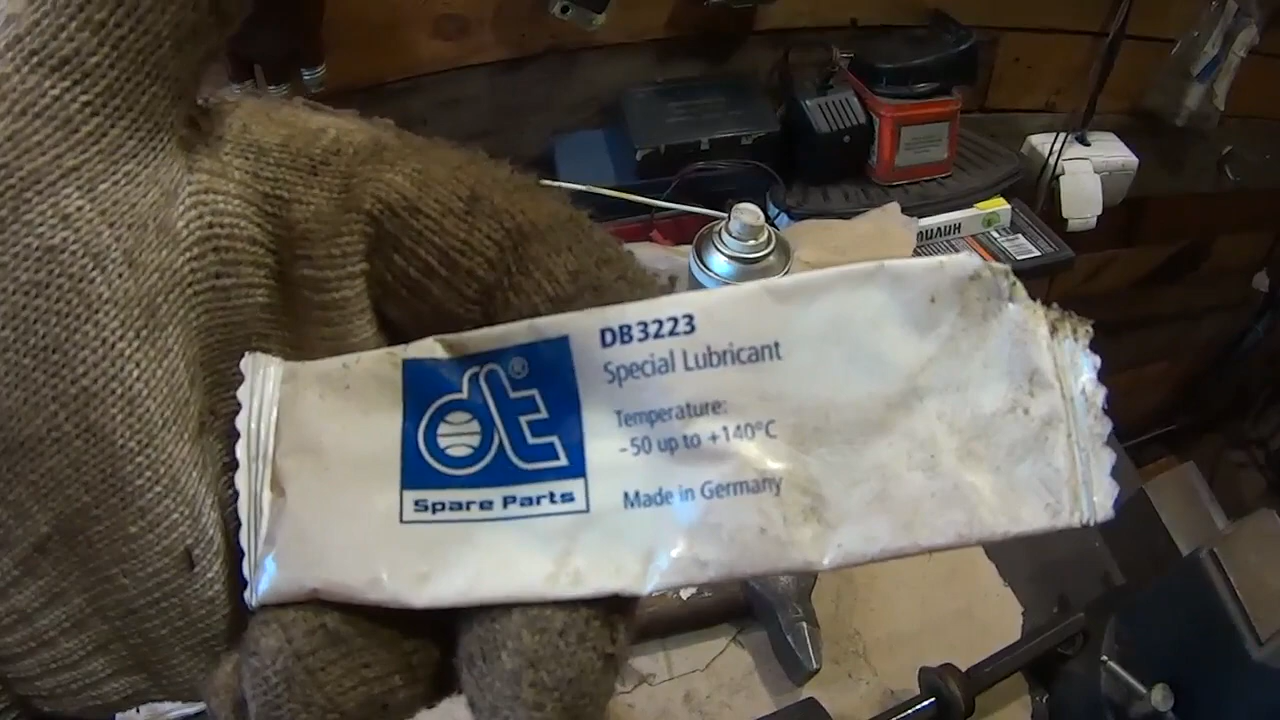 DB3223
Special Lubricant
Temperature:
-50 up to +140°C
Made in Germany
dt®
Spare Parts